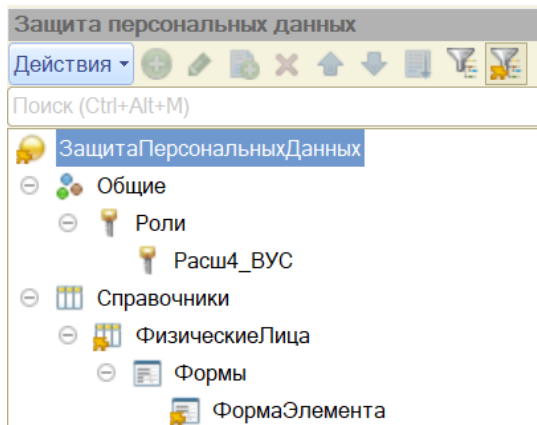 Защита персональных данных
Действия
Поиск (Ctrl+Alt+M)
ЗащитаПерсональныхДанных
Общие
Роли
Расш4_ВУС
Справочники
ФизическиеЛица
Формы
ФормаЭлемента